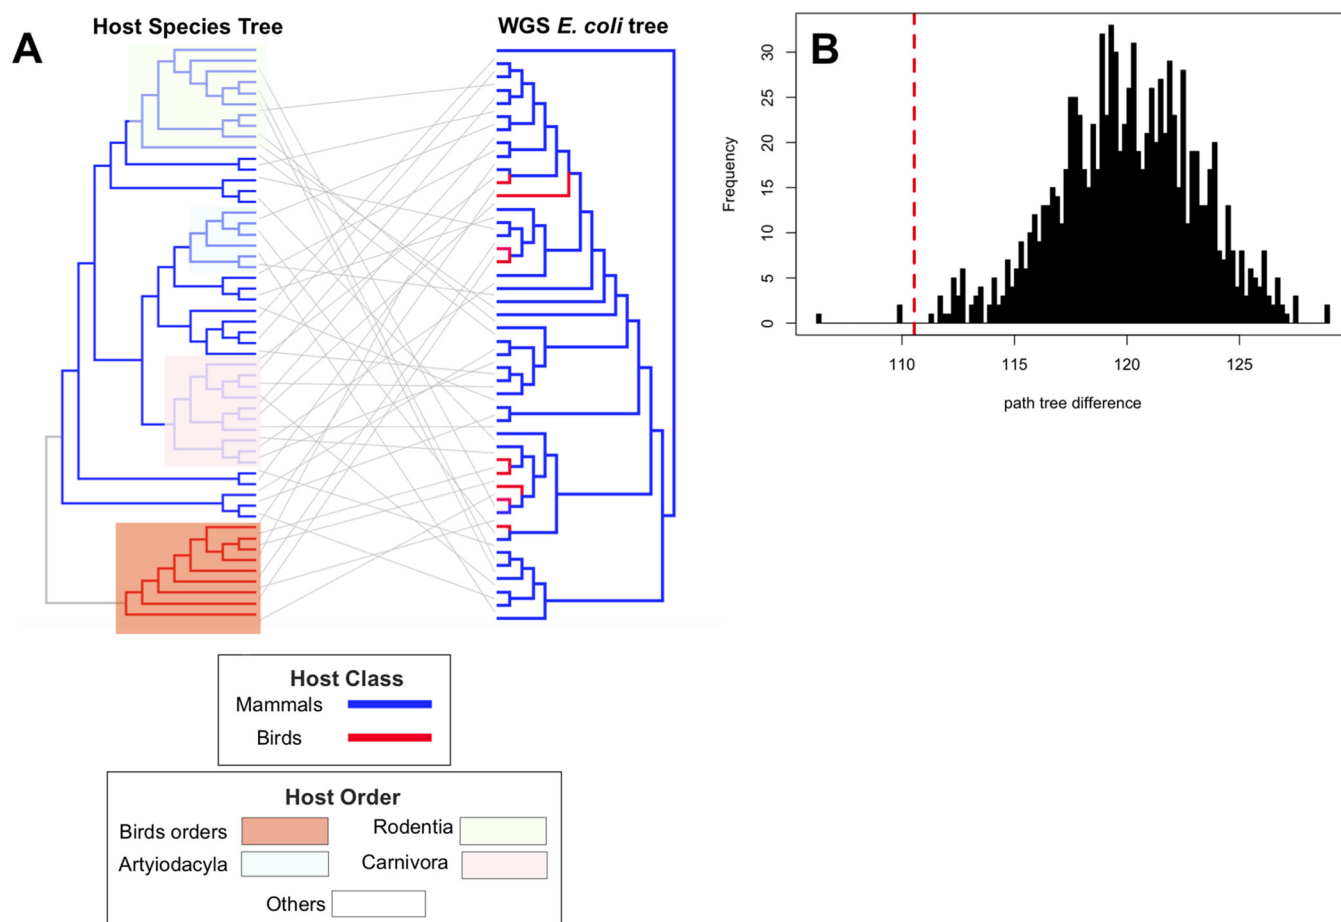 A
Host Species Tree
WGS E. coli tree
Host Class
Mammals
Birds
Host Order
Birds orders
Rodentia
Artyiodacyla
Carnivora
Others
B
Frequency
30
25
20
15
10
5
0
110
115
120
125
path tree difference